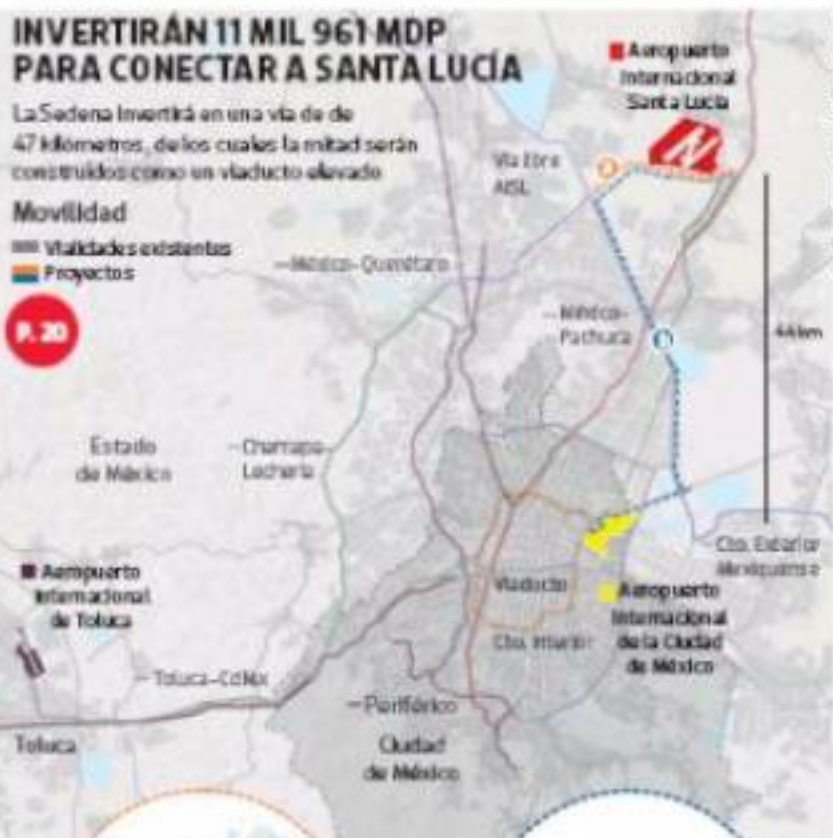 INVERTIRÁN 11 MIL 961 MDP
PARA CONECTAR A SANTA LUCÍA
La Sedena invertirá en una vía de de
47 kilómetros, de los cuales la mitad serán
construidos como un viaducto elevado
Movilidad
Vialidades existentes
Proyectos
P. 20
Aeropuerto
Internacional
Santa Lucía
Vía libre
AISL
México-Querétaro
México-
Pachuca
44 km
Estado
de México
Chamapa-
Lechería
Cto. Exterior
Mexiquense
Aeropuerto
Internacional
de Toluca
Viaducto
Aeropuerto
Internacional
de la Ciudad
de México
Cto. Interior
Toluca-CdMx
Periférico
Toluca
Ciudad
de México